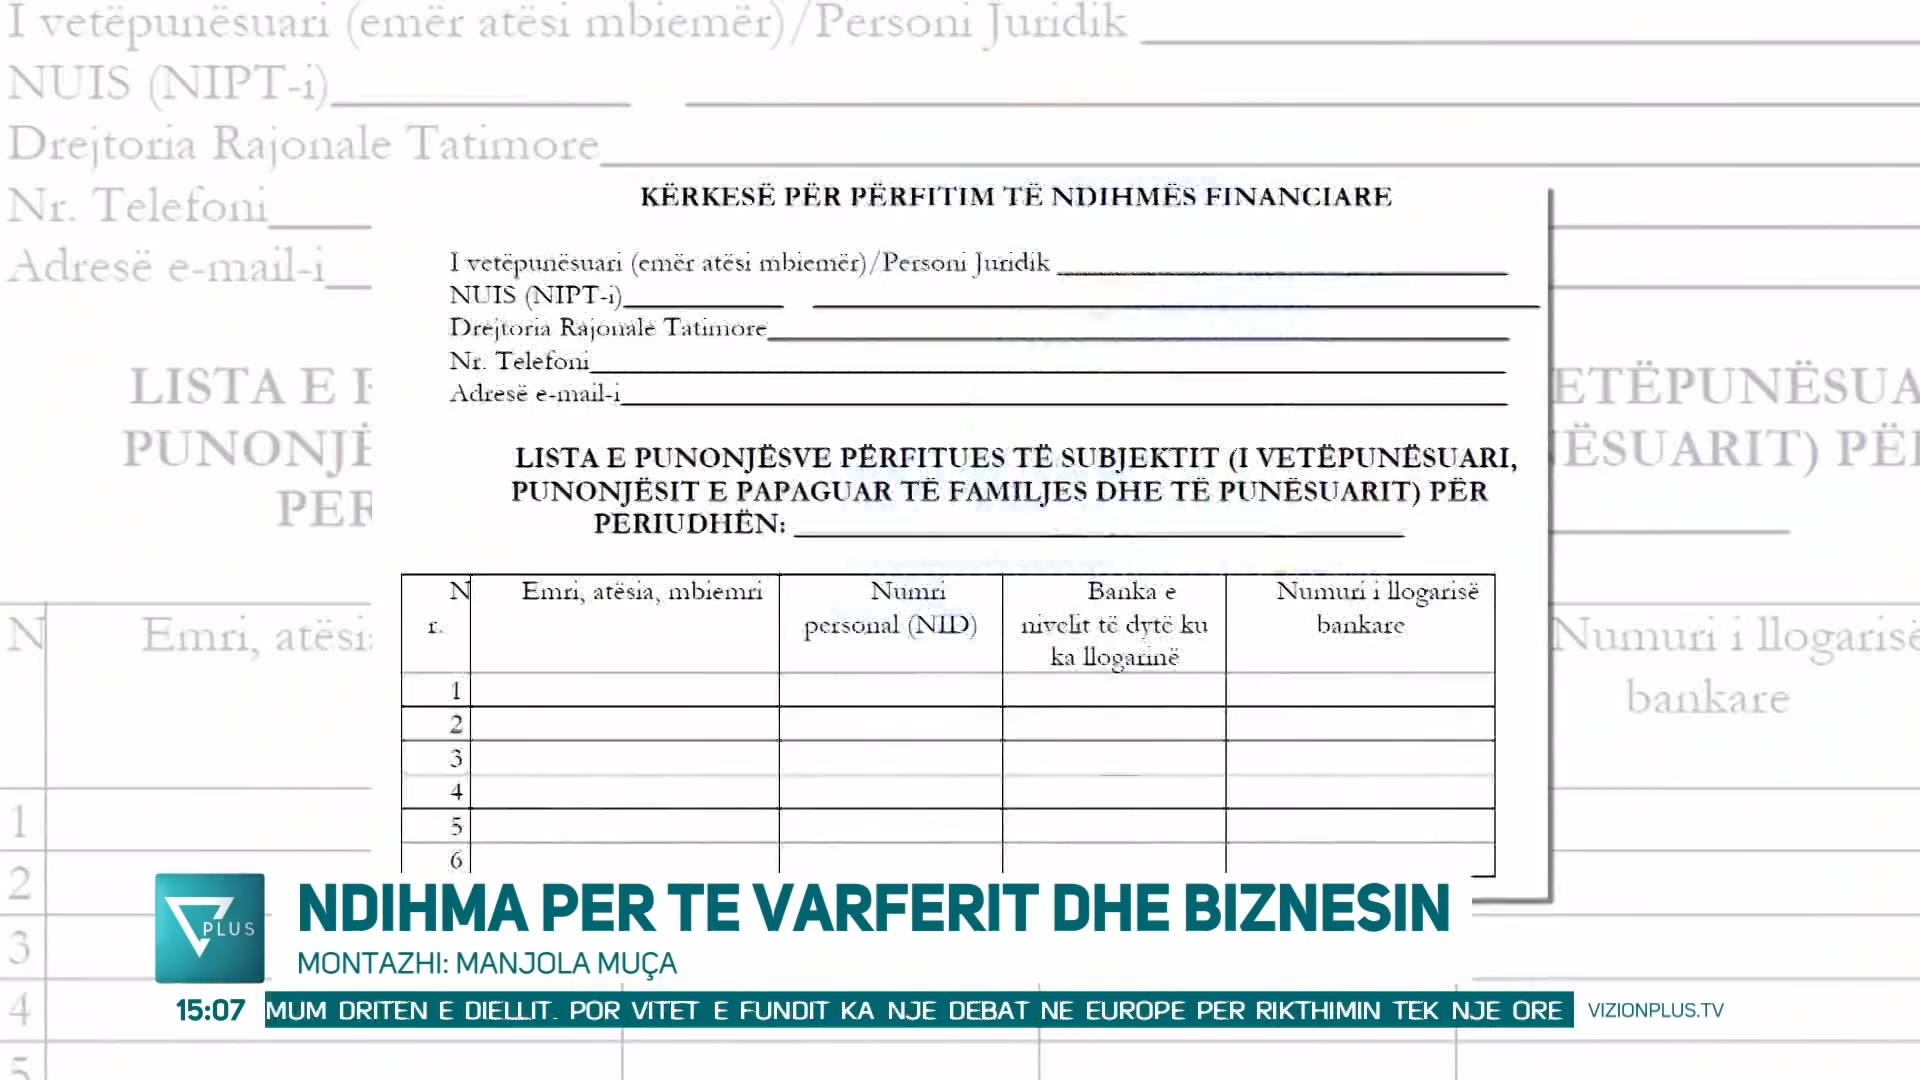 I vetëpunësuari (emër atësi mbiemër)/Personi Juridik
NUIS (NIPT-i)
Drejtoria Rajonale Tatimore
Nr. Telefoni
Adresë e-mail-i
KËRKESË PËR PËRFITIM TË NDIHMËS FINANCIARE
I vetëpunësuari (emër atësi mbiemër)/Personi Juridik
NUIS (NIPT-i)
Drejtoria Rajonale Tatimore
Nr. Telefoni
Adresë e-mail-i
LISTA E PUNONJËSVE PËRFITUES TË SUBJEKTIT (I VETËPUNËSUARI,
PUNONJËSIT E PAPAGUAR TË FAMILJES DHE TË PUNËSUARIT) PËR
PERIUDHËN:
Nr. Emri, atësia, mbiemri Numri personal (NID) Banka e nivelit të dytë ku ka llogarinë Numuri i llogarisë bankare
1
2
3
4
5
6
LISTA E
ETËPUNËSUA
PUNONJË
ËSUARIT) PË
PER
N Emri, atësi
Numuri i llogarisë
bankare
1
2
3
4
5
PLUS
NDIHMA PER TE VARFERIT DHE BIZNESIN
MONTAZHI: MANJOLA MUÇA
15:07 MUM DRITEN E DIELLIT. POR VITET E FUNDIT KA NJE DEBAT NE EUROPE PER RIKTHIMIN TEK NJE ORE VIZIONPLUS.TV